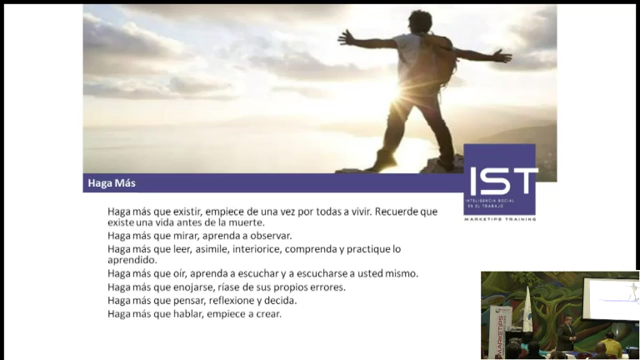 IST
INTELIGENCIA SOCIAL
EN EL TRABAJO
MARKETIPS TRAINING
Haga Más
Haga más que existir, empiece de una vez por todas a vivir. Recuerde que
existe una vida antes de la muerte.
Haga más que mirar, aprenda a observar.
Haga más que leer, asimile, interiorice, comprenda y practique lo
aprendido.
Haga más que oír, aprenda a escuchar y a escucharse a usted mismo.
Haga más que enojarse, ríase de sus propios errores.
Haga más que pensar, reflexione y decida.
Haga más que hablar, empiece a crear.
MARKETIPS